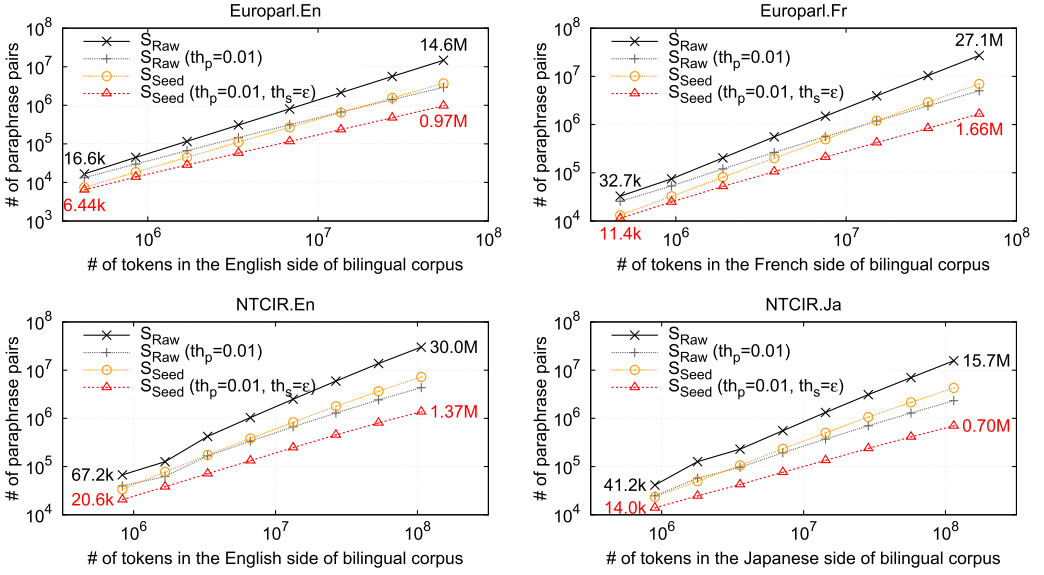 Europarl.En
# of paraphrase pairs
10^8
10^7
10^6
10^5
10^4
10^3
S_Raw
S_Raw (th_p=0.01)
S_Seed
S_Seed (th_p=0.01, th_s=ε)
14.6M
0.97M
16.6k
6.44k
10^6 10^7 10^8
# of tokens in the English side of bilingual corpus
Europarl.Fr
# of paraphrase pairs
10^8
10^7
10^6
10^5
10^4
S_Raw
S_Raw (th_p=0.01)
S_Seed
S_Seed (th_p=0.01, th_s=ε)
27.1M
1.66M
32.7k
11.4k
10^6 10^7 10^8
# of tokens in the French side of bilingual corpus
NTCIR.En
# of paraphrase pairs
10^8
10^7
10^6
10^5
10^4
S_Raw
S_Raw (th_p=0.01)
S_Seed
S_Seed (th_p=0.01, th_s=ε)
30.0M
1.37M
67.2k
20.6k
10^6 10^7 10^8
# of tokens in the English side of bilingual corpus
NTCIR.Ja
# of paraphrase pairs
10^8
10^7
10^6
10^5
10^4
S_Raw
S_Raw (th_p=0.01)
S_Seed
S_Seed (th_p=0.01, th_s=ε)
15.7M
0.70M
41.2k
14.0k
10^6 10^7 10^8
# of tokens in the Japanese side of bilingual corpus